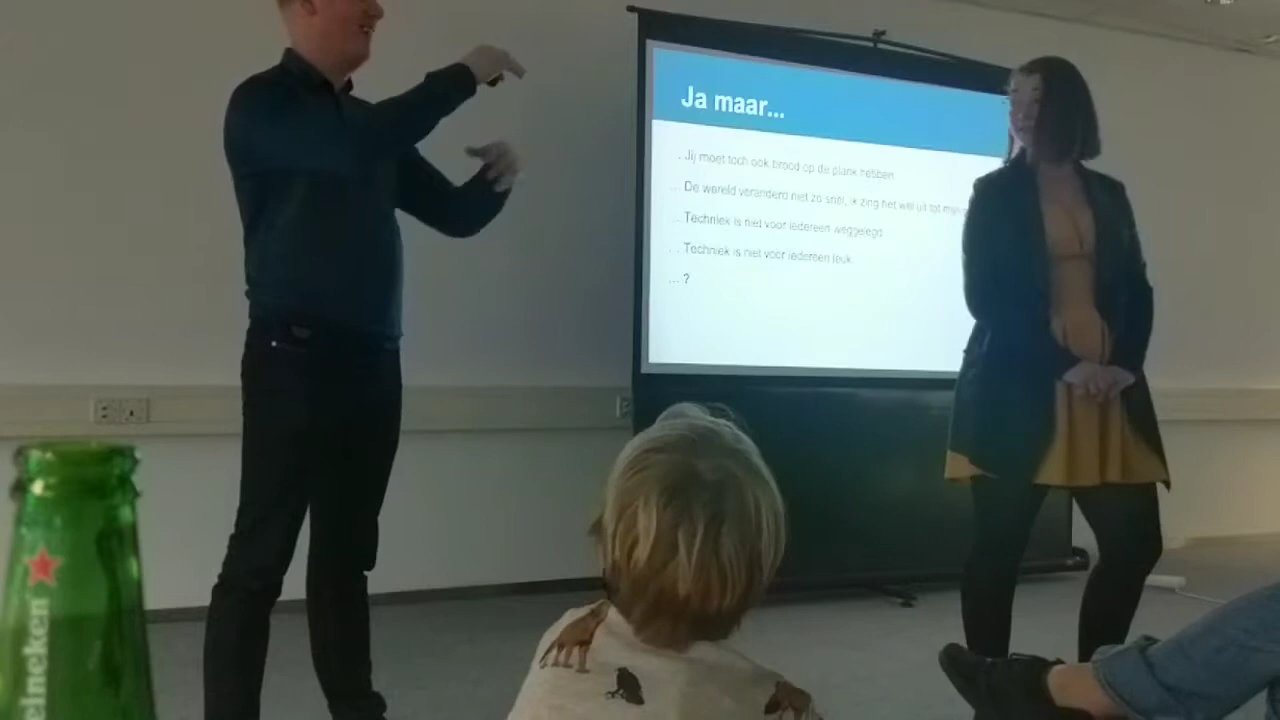 Ja maar...
... Jij moet toch ook brood op de plank hebben
... De wereld verandert niet zo snel, ik zing het wel uit tot mijn
... Techniek is niet voor iedereen weggelegd
... Techniek is niet voor iedereen leuk
... ?
eineken